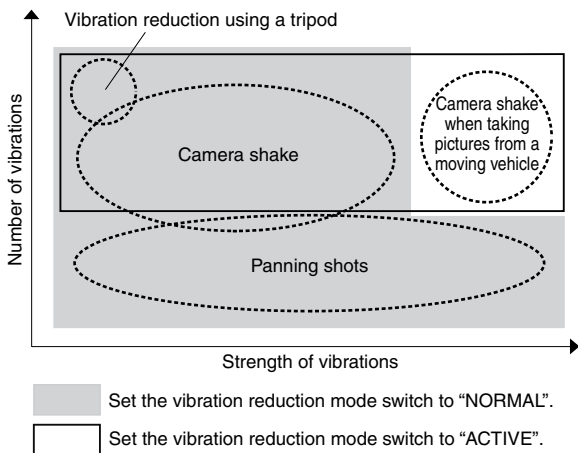 Vibration reduction using a tripod
Number of vibrations
Camera shake
Camera shake
when taking
pictures from a
moving vehicle
Panning shots
Strength of vibrations
Set the vibration reduction mode switch to “NORMAL”.
Set the vibration reduction mode switch to “ACTIVE”.